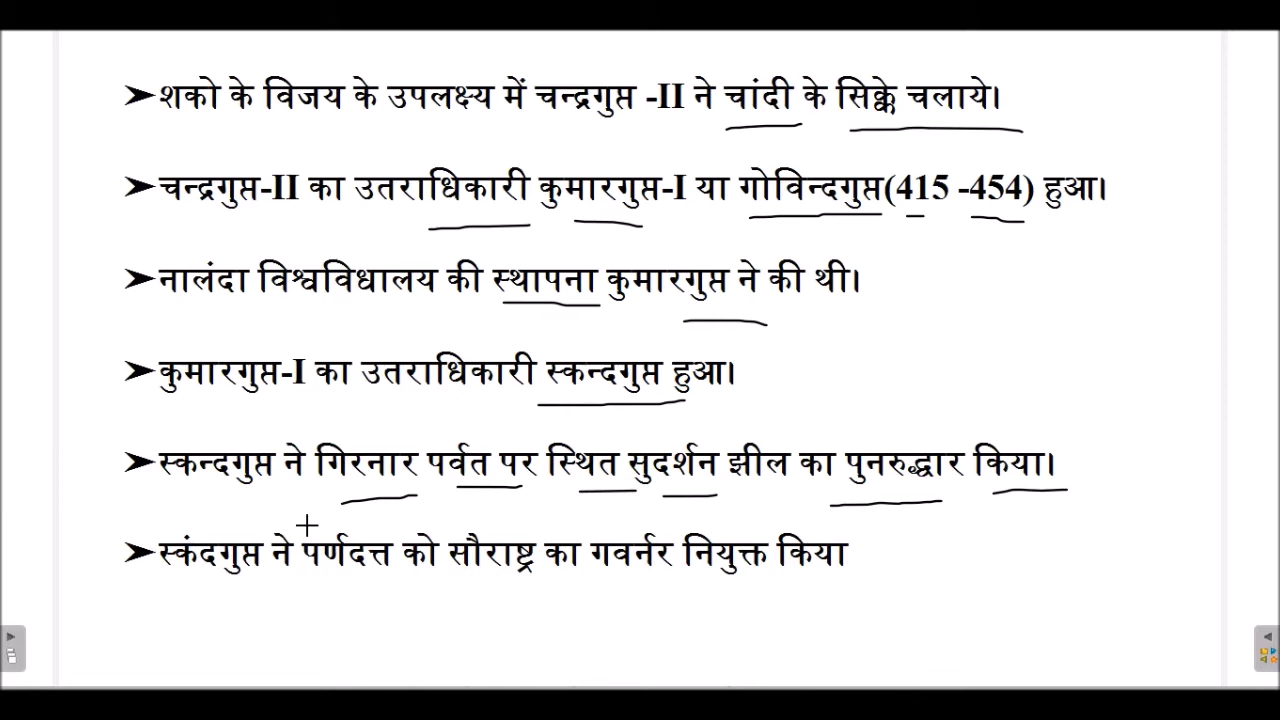 ➤शको के विजय के उपलक्ष्य में चन्द्रगुप्त -II ने चांदी के सिक्के चलाये।
➤चन्द्रगुप्त-II का उतराधिकारी कुमारगुप्त-I या गोविन्दगुप्त(415 -454) हुआ।
➤नालंदा विश्वविधालय की स्थापना कुमारगुप्त ने की थी।
➤कुमारगुप्त-I का उतराधिकारी स्कन्दगुप्त हुआ।
➤स्कन्दगुप्त ने गिरनार पर्वत पर स्थित सुदर्शन झील का पुनरुद्धार किया।
➤स्कंदगुप्त ने पर्णदत्त को सौराष्ट्र का गवर्नर नियुक्त किया